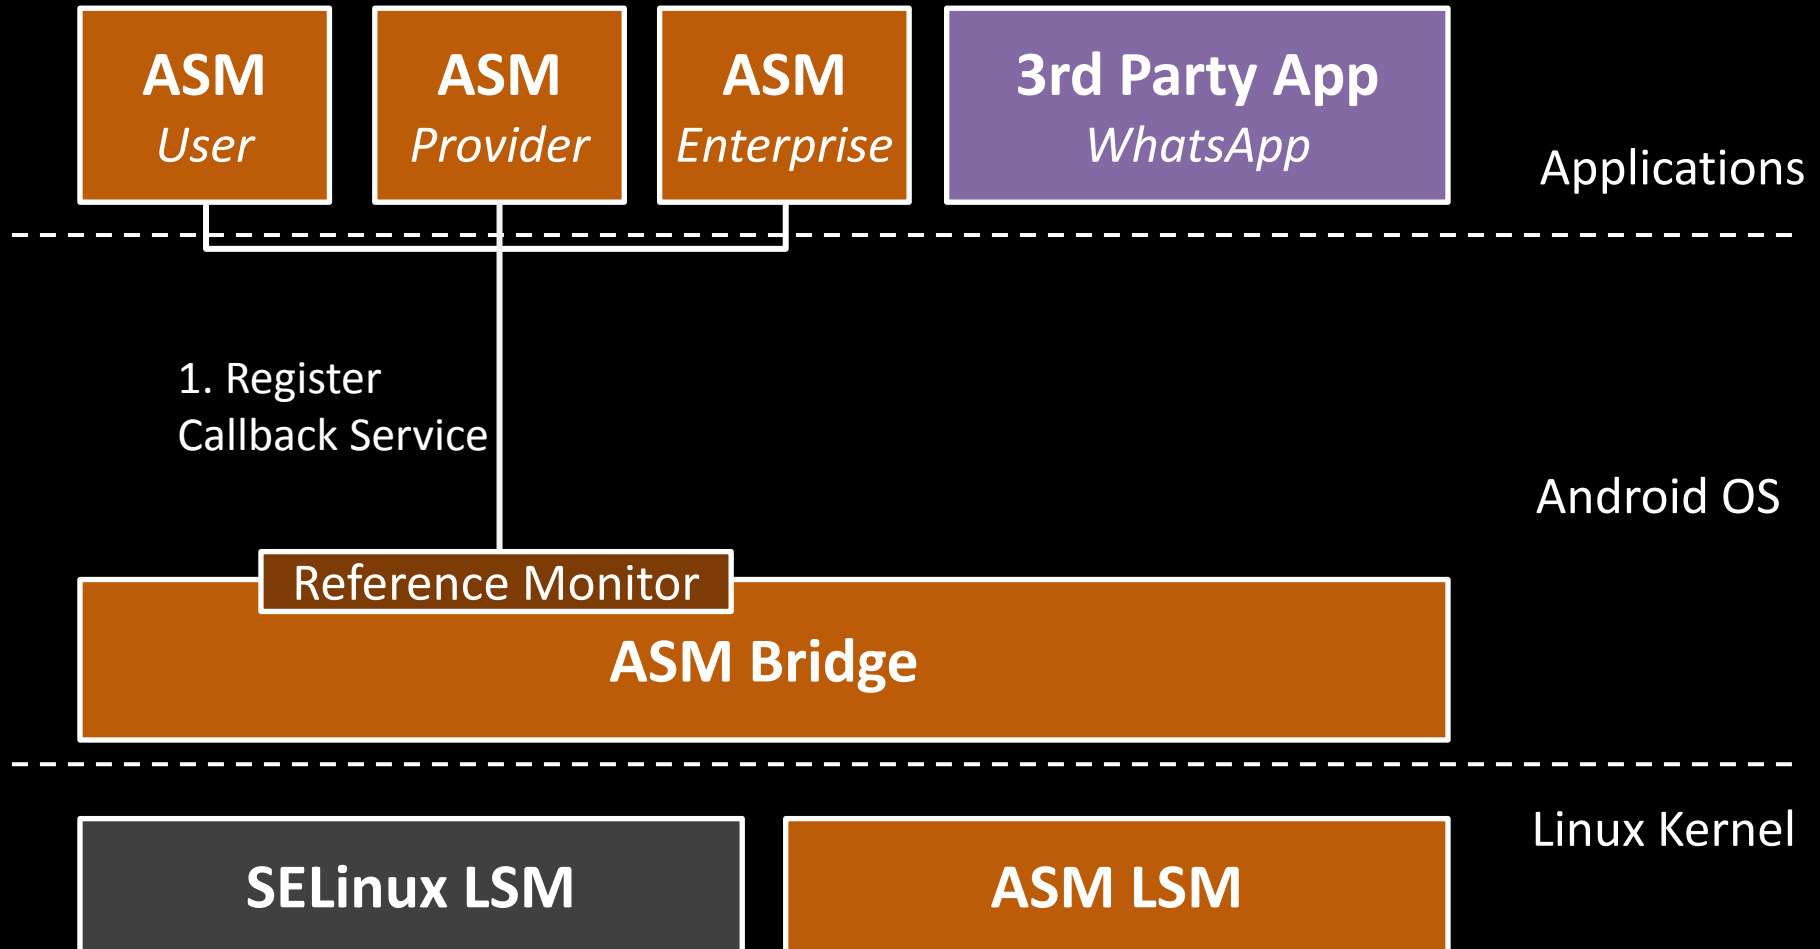 ASM
User
ASM
Provider
ASM
Enterprise
3rd Party App
WhatsApp
Applications
1. Register
Callback Service
Android OS
Reference Monitor
ASM Bridge
Linux Kernel
SELinux LSM
ASM LSM